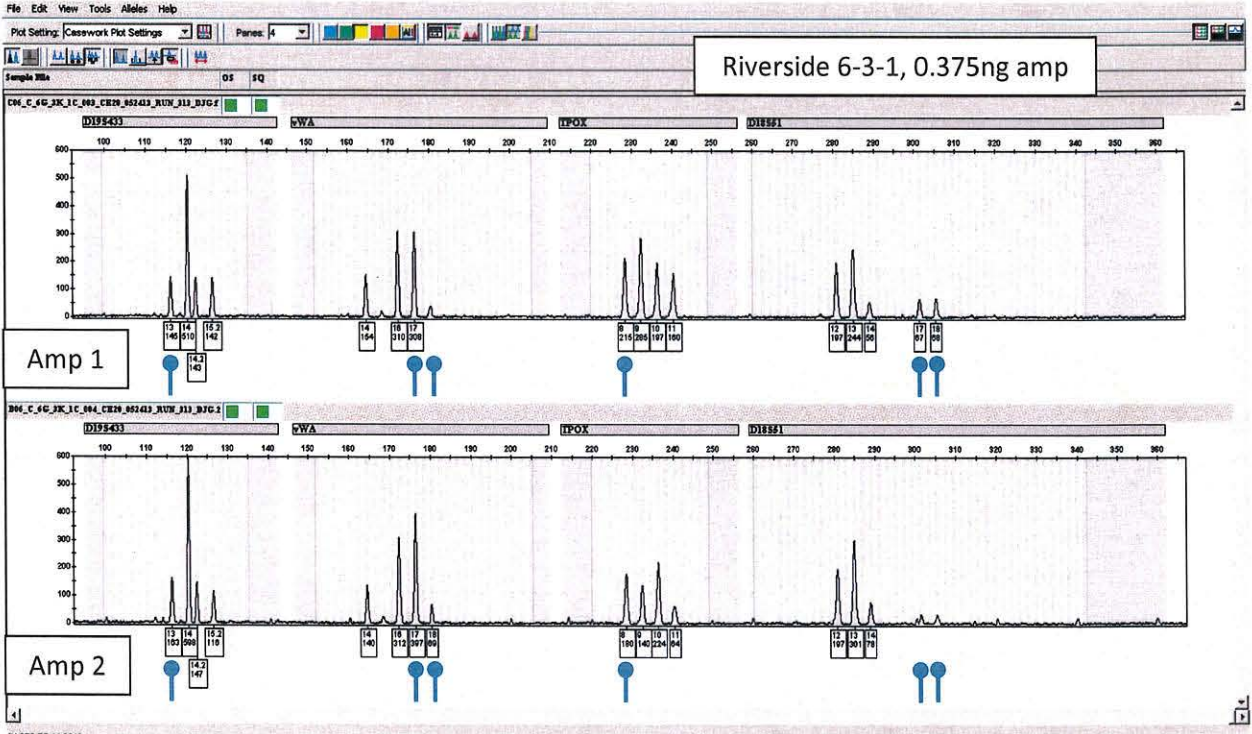 File Edit View Tools Alleles Help
Plot Setting: Casework Plot Settings Panes: 4 All
Riverside 6-3-1, 0.375ng amp
Sample File OS SQ
D19S433 vWA TPOX D18S51
100 110 120 130 140 150 160 170 180 190 200 210 220 230 240 250 260 270 280 290 300 310 320 330 340 350 360
600
500
400
300
200
100
0
13 14 15.2 14 16 17 8 9 10 11 12 13 14 17 18
145 510 142 154 310 308 215 285 197 160 197 244 56 67 68
14.2
143
Amp 1
D19S433 vWA TPOX D18S51
100 110 120 130 140 150 160 170 180 190 200 210 220 230 240 250 260 270 280 290 300 310 320 330 340 350 360
600
500
400
300
200
100
0
13 14 15.2 14 16 17 18 8 9 10 11 12 13 14
163 598 116 140 312 397 69 180 140 224 64 197 301 78
14.2
147
Amp 2